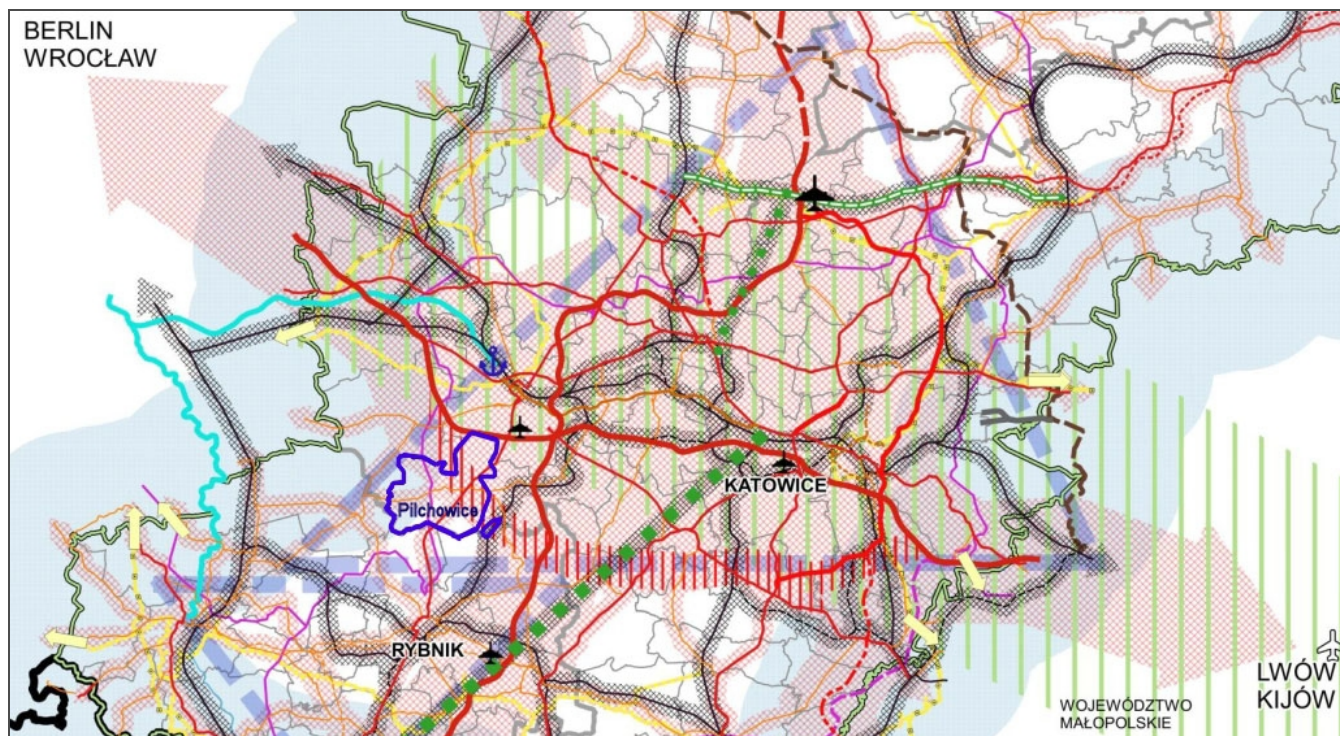 BERLIN
WROCŁAW
Pilchowice
KATOWICE
RYBNIK
LWÓW
KIJÓW
WOJEWÓDZTWO
MAŁOPOLSKIE